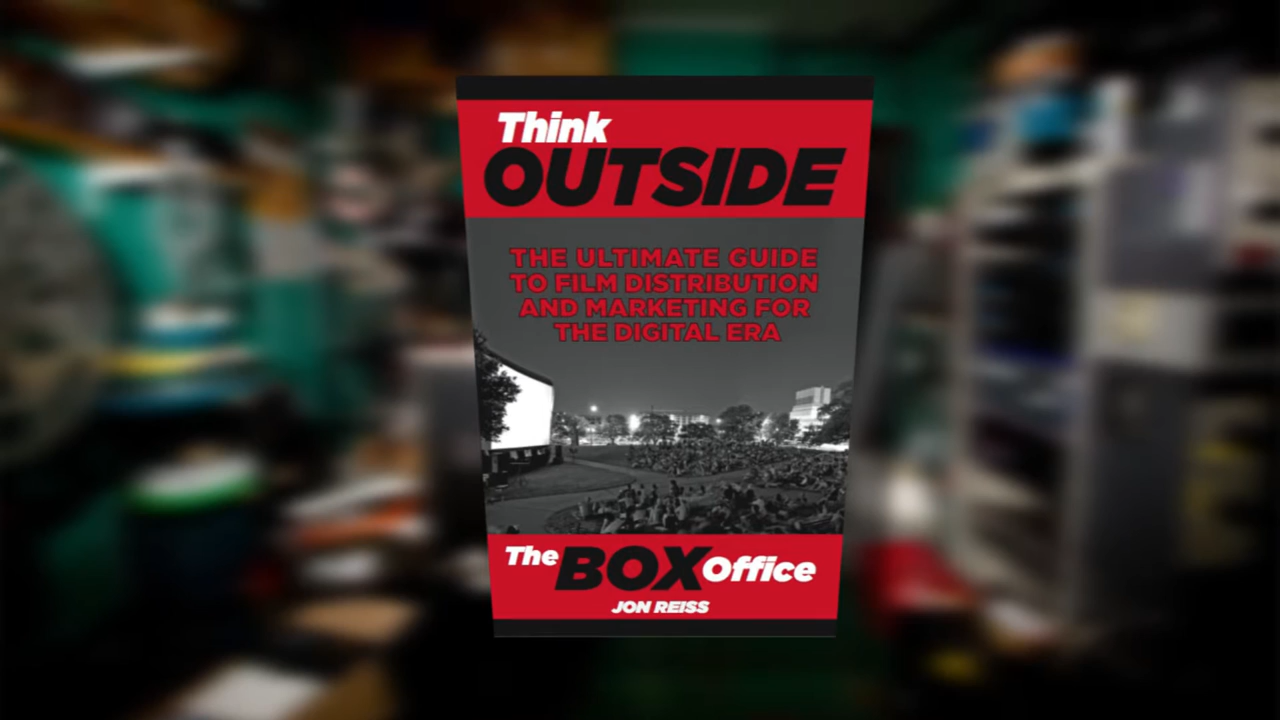 Think
OUTSIDE
THE ULTIMATE GUIDE
TO FILM DISTRIBUTION
AND MARKETING FOR
THE DIGITAL ERA
The BOX Office
JON REISS